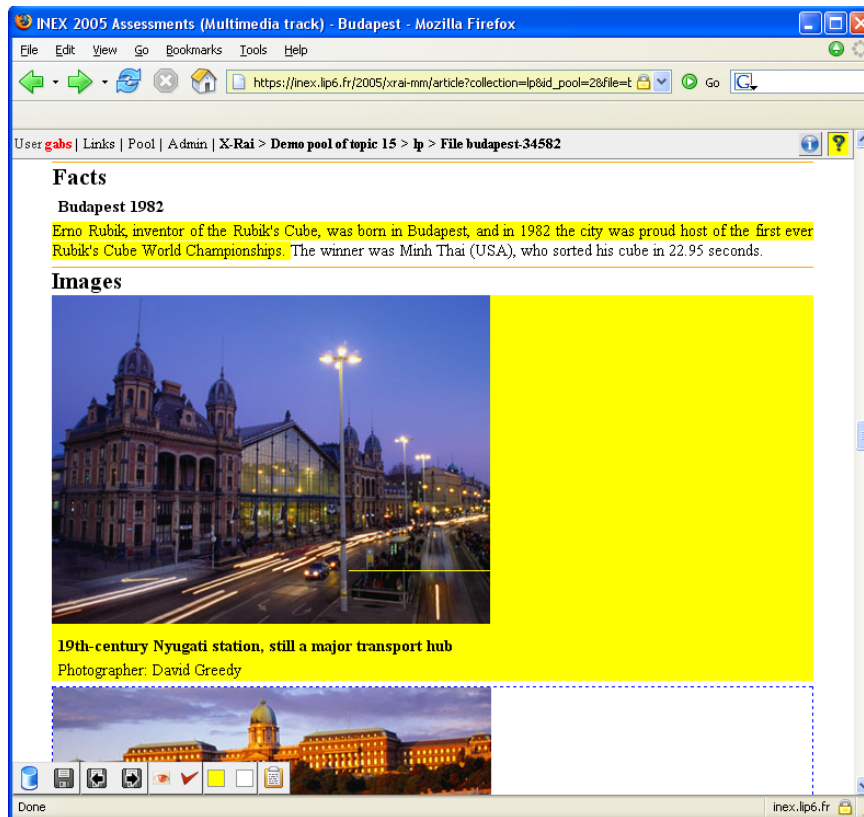 INEX 2005 Assessments (Multimedia track) - Budapest - Mozilla Firefox
File Edit View Go Bookmarks Tools Help
https://inex.lip6.fr/2005/xrai-mm/article?collection=lp&id_pool=2&file=b Go G
User gabs | Links | Pool | Admin | X-Rai > Demo pool of topic 15 > lp > File budapest-34582
Facts
Budapest 1982
Erno Rubik, inventor of the Rubik's Cube, was born in Budapest, and in 1982 the city was proud host of the first ever
Rubik's Cube World Championships. The winner was Minh Thai (USA), who sorted his cube in 22.95 seconds.
Images
19th-century Nyugati station, still a major transport hub
Photographer: David Greedy
Done inex.lip6.fr